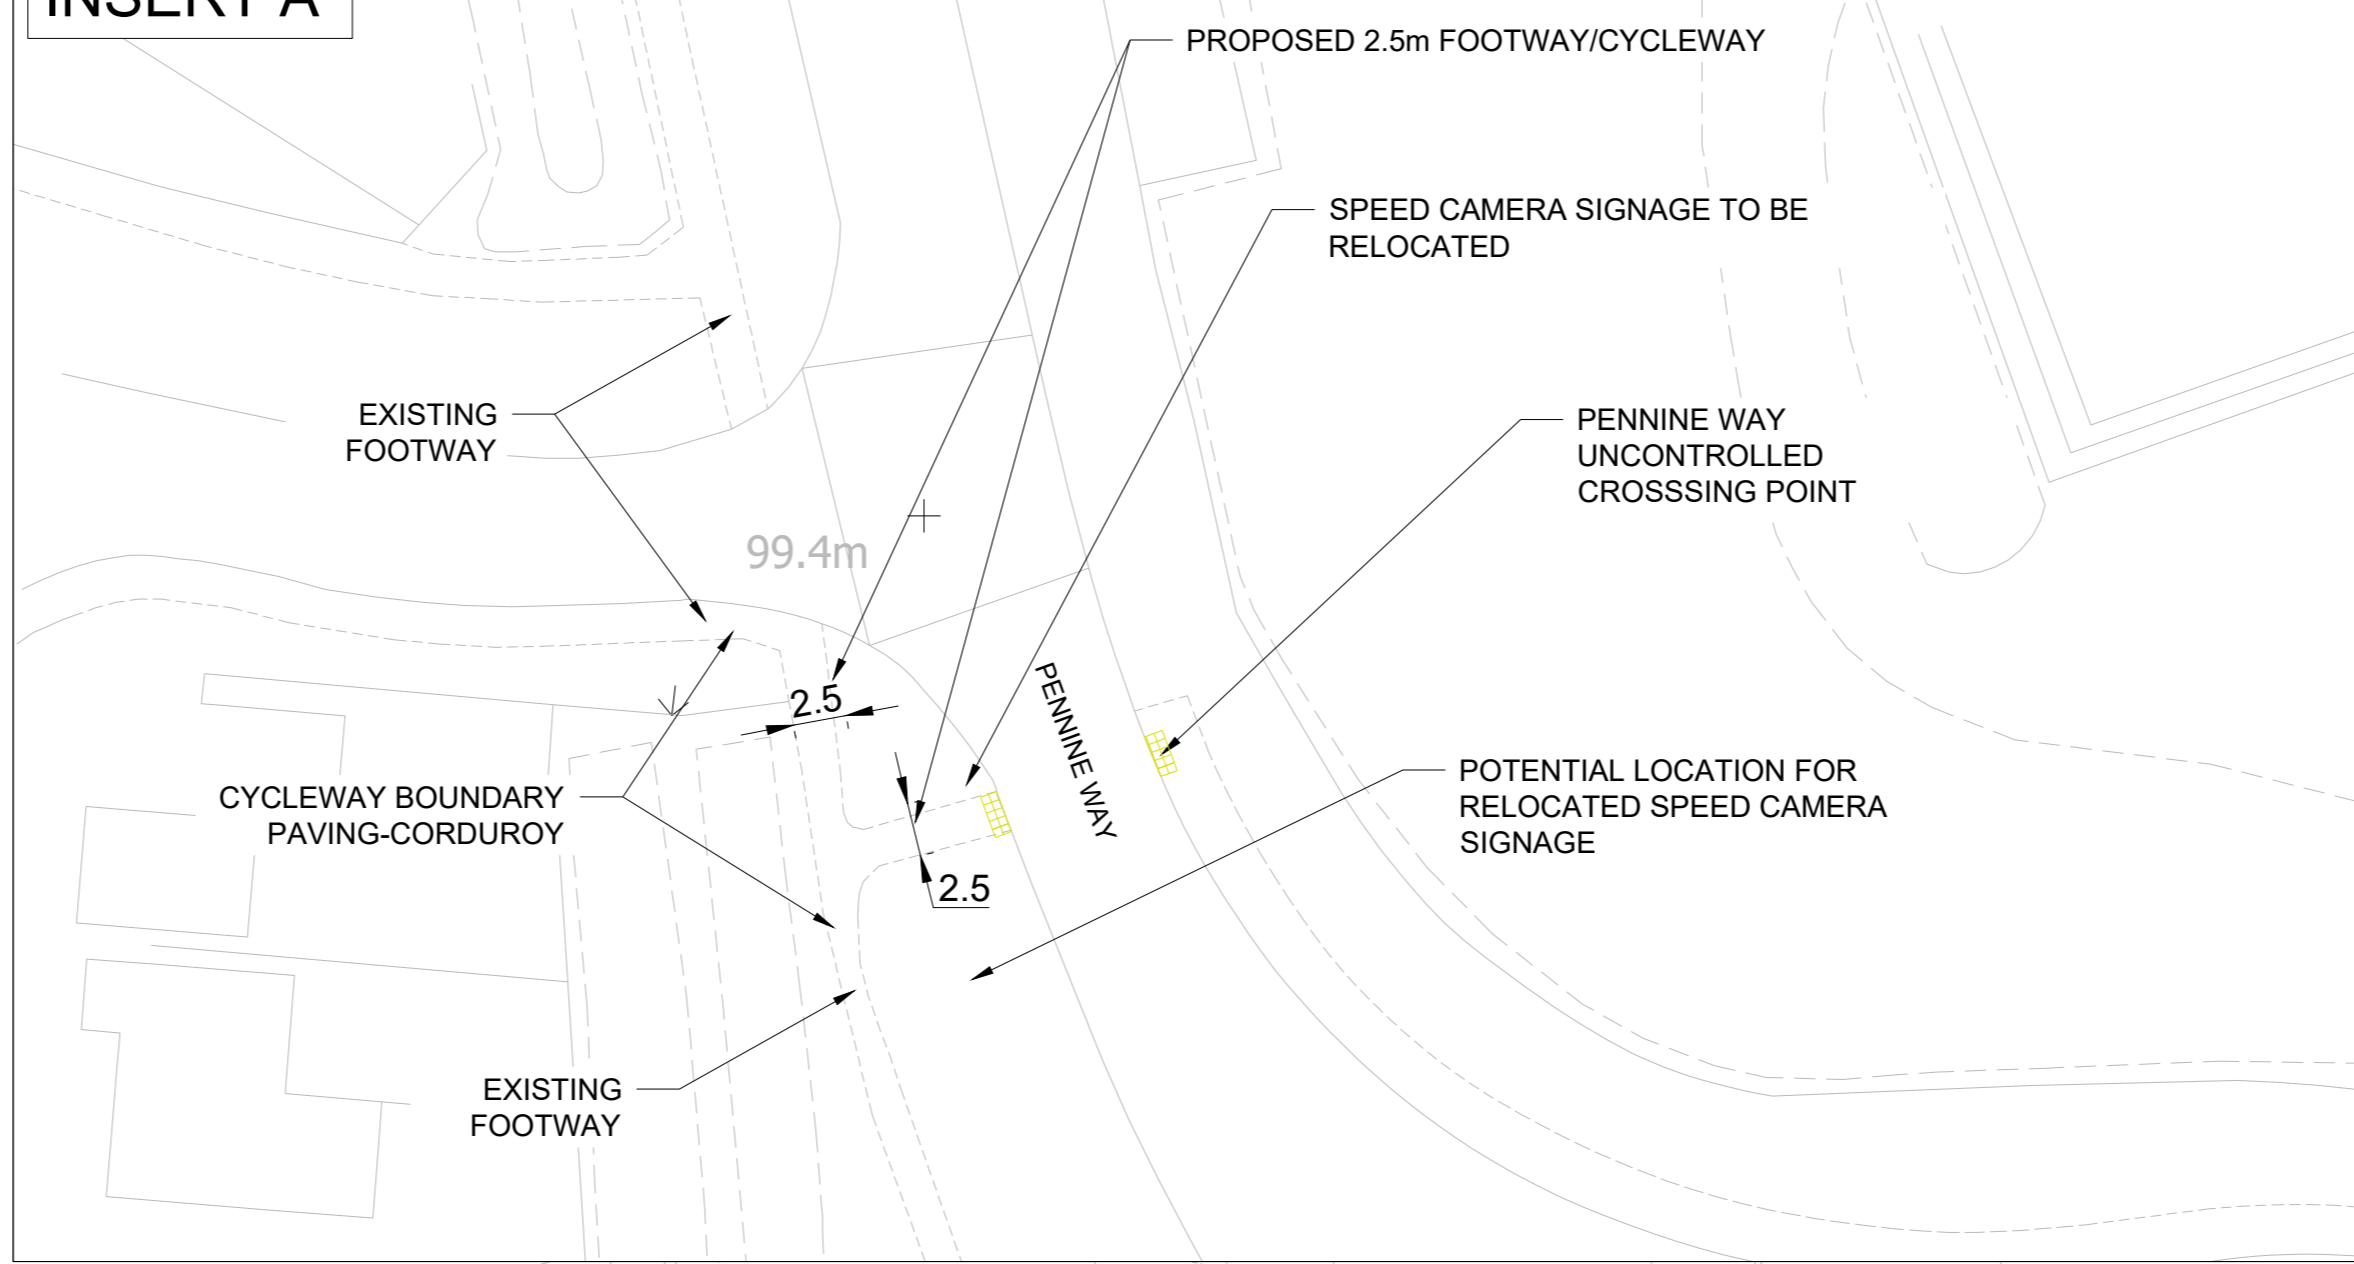 INSERT A
PROPOSED 2.5m FOOTWAY/CYCLEWAY
SPEED CAMERA SIGNAGE TO BE
RELOCATED
EXISTING
FOOTWAY
PENNINE WAY
UNCONTROLLED
CROSSSING POINT
99.4m
2.5
PENNINE WAY
CYCLEWAY BOUNDARY
PAVING-CORDUROY
POTENTIAL LOCATION FOR
RELOCATED SPEED CAMERA
SIGNAGE
2.5
EXISTING
FOOTWAY